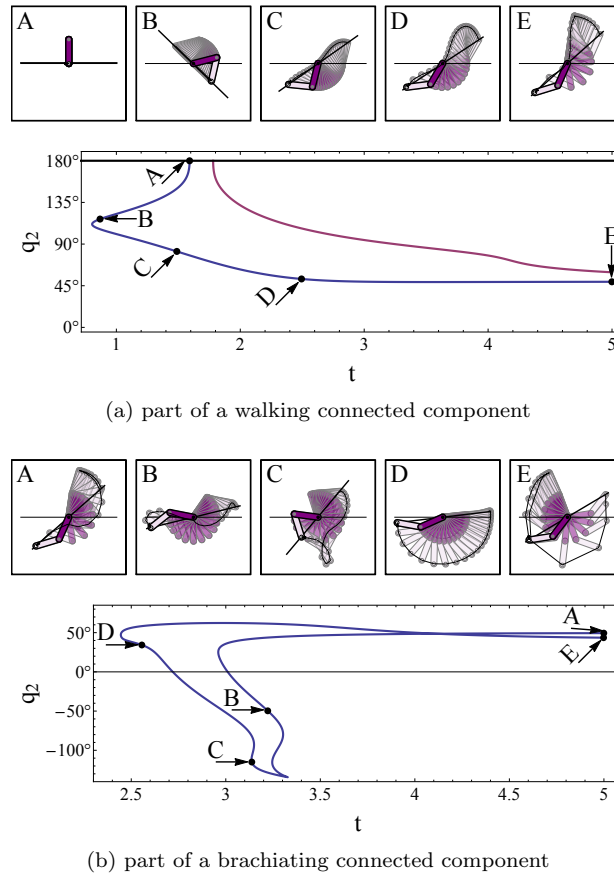 A B C D E
180°
135°
90°
45°
0°
q₂
A
B
C
D
E
1 2 3 4 5
t
(a) part of a walking connected component
A B C D E
50°
0°
−50°
−100°
q₂
D
A
E
B
C
2.5 3 3.5 4 4.5 5
t
(b) part of a brachiating connected component